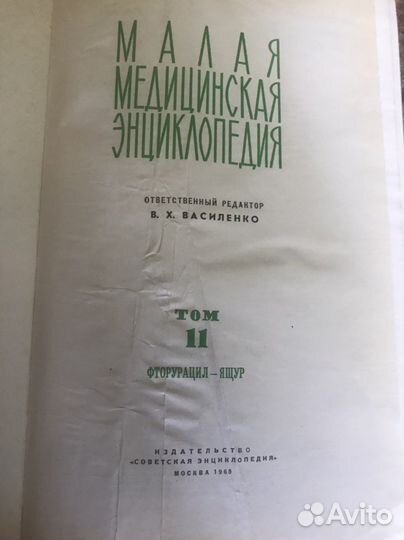 МАЛАЯ
МЕДИЦИНСКАЯ
ЭНЦИКЛОПЕДИЯ
ОТВЕТСТВЕННЫЙ РЕДАКТОР
В. Х. ВАСИЛЕНКО
ТОМ
11
ФТОРУРАЦИЛ — ЯЩУР
ИЗДАТЕЛЬСТВО
«СОВЕТСКАЯ ЭНЦИКЛОПЕДИЯ»
МОСКВА 1969
Avito